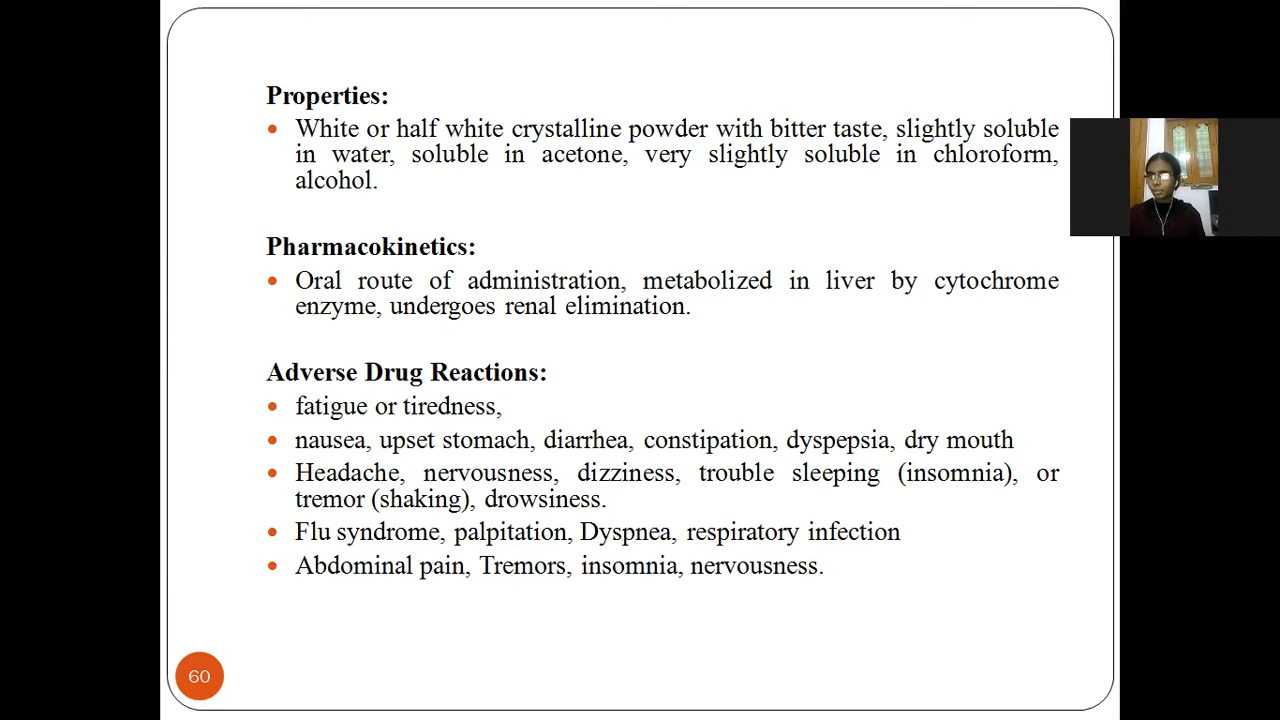 Properties:
• White or half white crystalline powder with bitter taste, slightly soluble
in water, soluble in acetone, very slightly soluble in chloroform,
alcohol.
Pharmacokinetics:
• Oral route of administration, metabolized in liver by cytochrome
enzyme, undergoes renal elimination.
Adverse Drug Reactions:
• fatigue or tiredness,
• nausea, upset stomach, diarrhea, constipation, dyspepsia, dry mouth
• Headache, nervousness, dizziness, trouble sleeping (insomnia), or
tremor (shaking), drowsiness.
• Flu syndrome, palpitation, Dyspnea, respiratory infection
• Abdominal pain, Tremors, insomnia, nervousness.
60